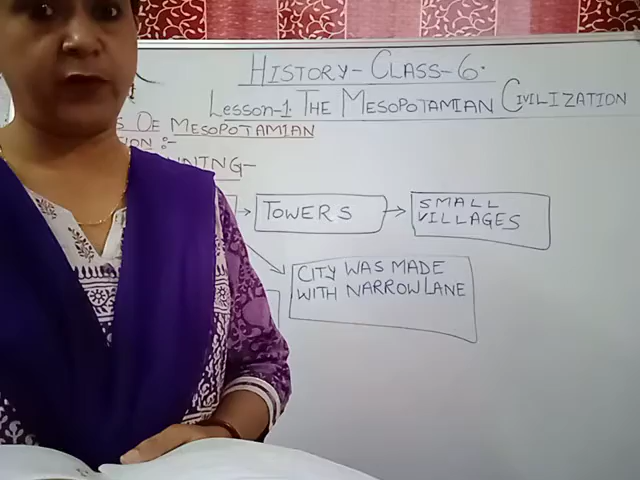 HISTORY-CLASS-6.
LESSON-1 THE MESOPOTAMIAN CIVILIZATION
OF MESOPOTAMIAN
:-
TOWERS
SMALL
VILLAGES
CITY WAS MADE
WITH NARROW LANE